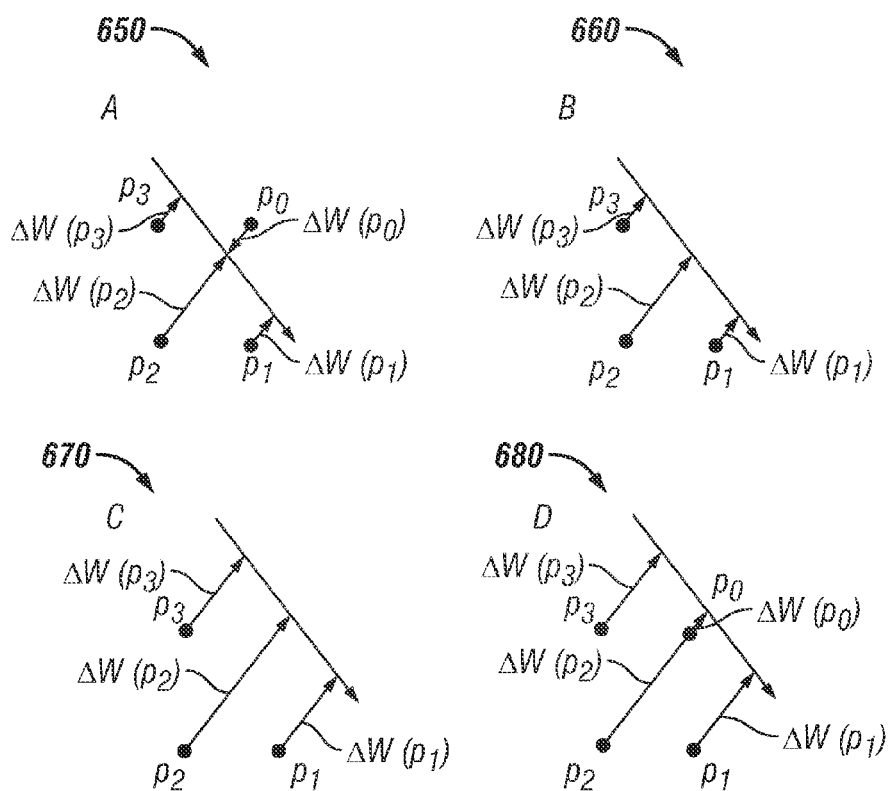 650
A
p3
p0
ΔW (p3)
ΔW (p0)
ΔW (p2)
p2
p1
ΔW (p1)
660
B
p3
ΔW (p3)
ΔW (p2)
p2
p1
ΔW (p1)
670
C
ΔW (p3)
p3
ΔW (p2)
p2
p1
ΔW (p1)
680
D
ΔW (p3)
p0
p3
ΔW (p0)
ΔW (p2)
p2
p1
ΔW (p1)